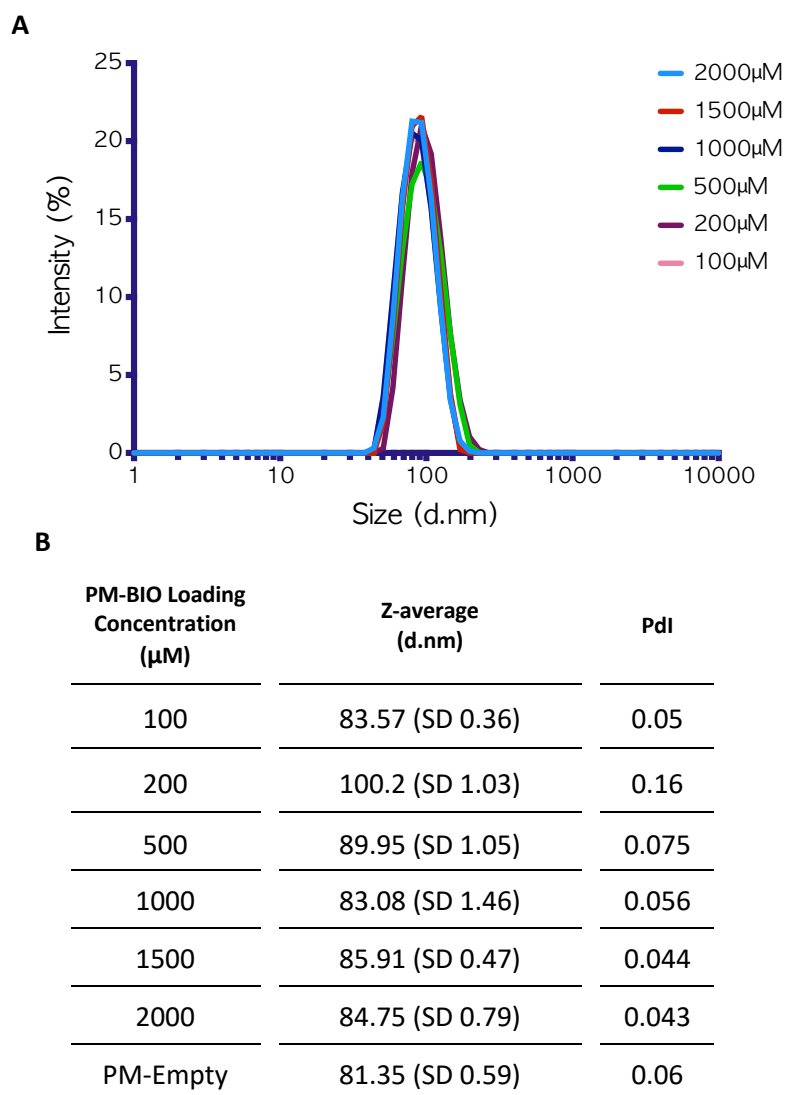 A
25
20
15
10
5
0
Intensity (%)
1
10
100
1000
10000
Size (d.nm)
2000µM
1500µM
1000µM
500µM
200µM
100µM
B
PM-BIO Loading
Concentration
(µM)
Z-average
(d.nm)
PdI
100 83.57 (SD 0.36) 0.05
200 100.2 (SD 1.03) 0.16
500 89.95 (SD 1.05) 0.075
1000 83.08 (SD 1.46) 0.056
1500 85.91 (SD 0.47) 0.044
2000 84.75 (SD 0.79) 0.043
PM-Empty 81.35 (SD 0.59) 0.06